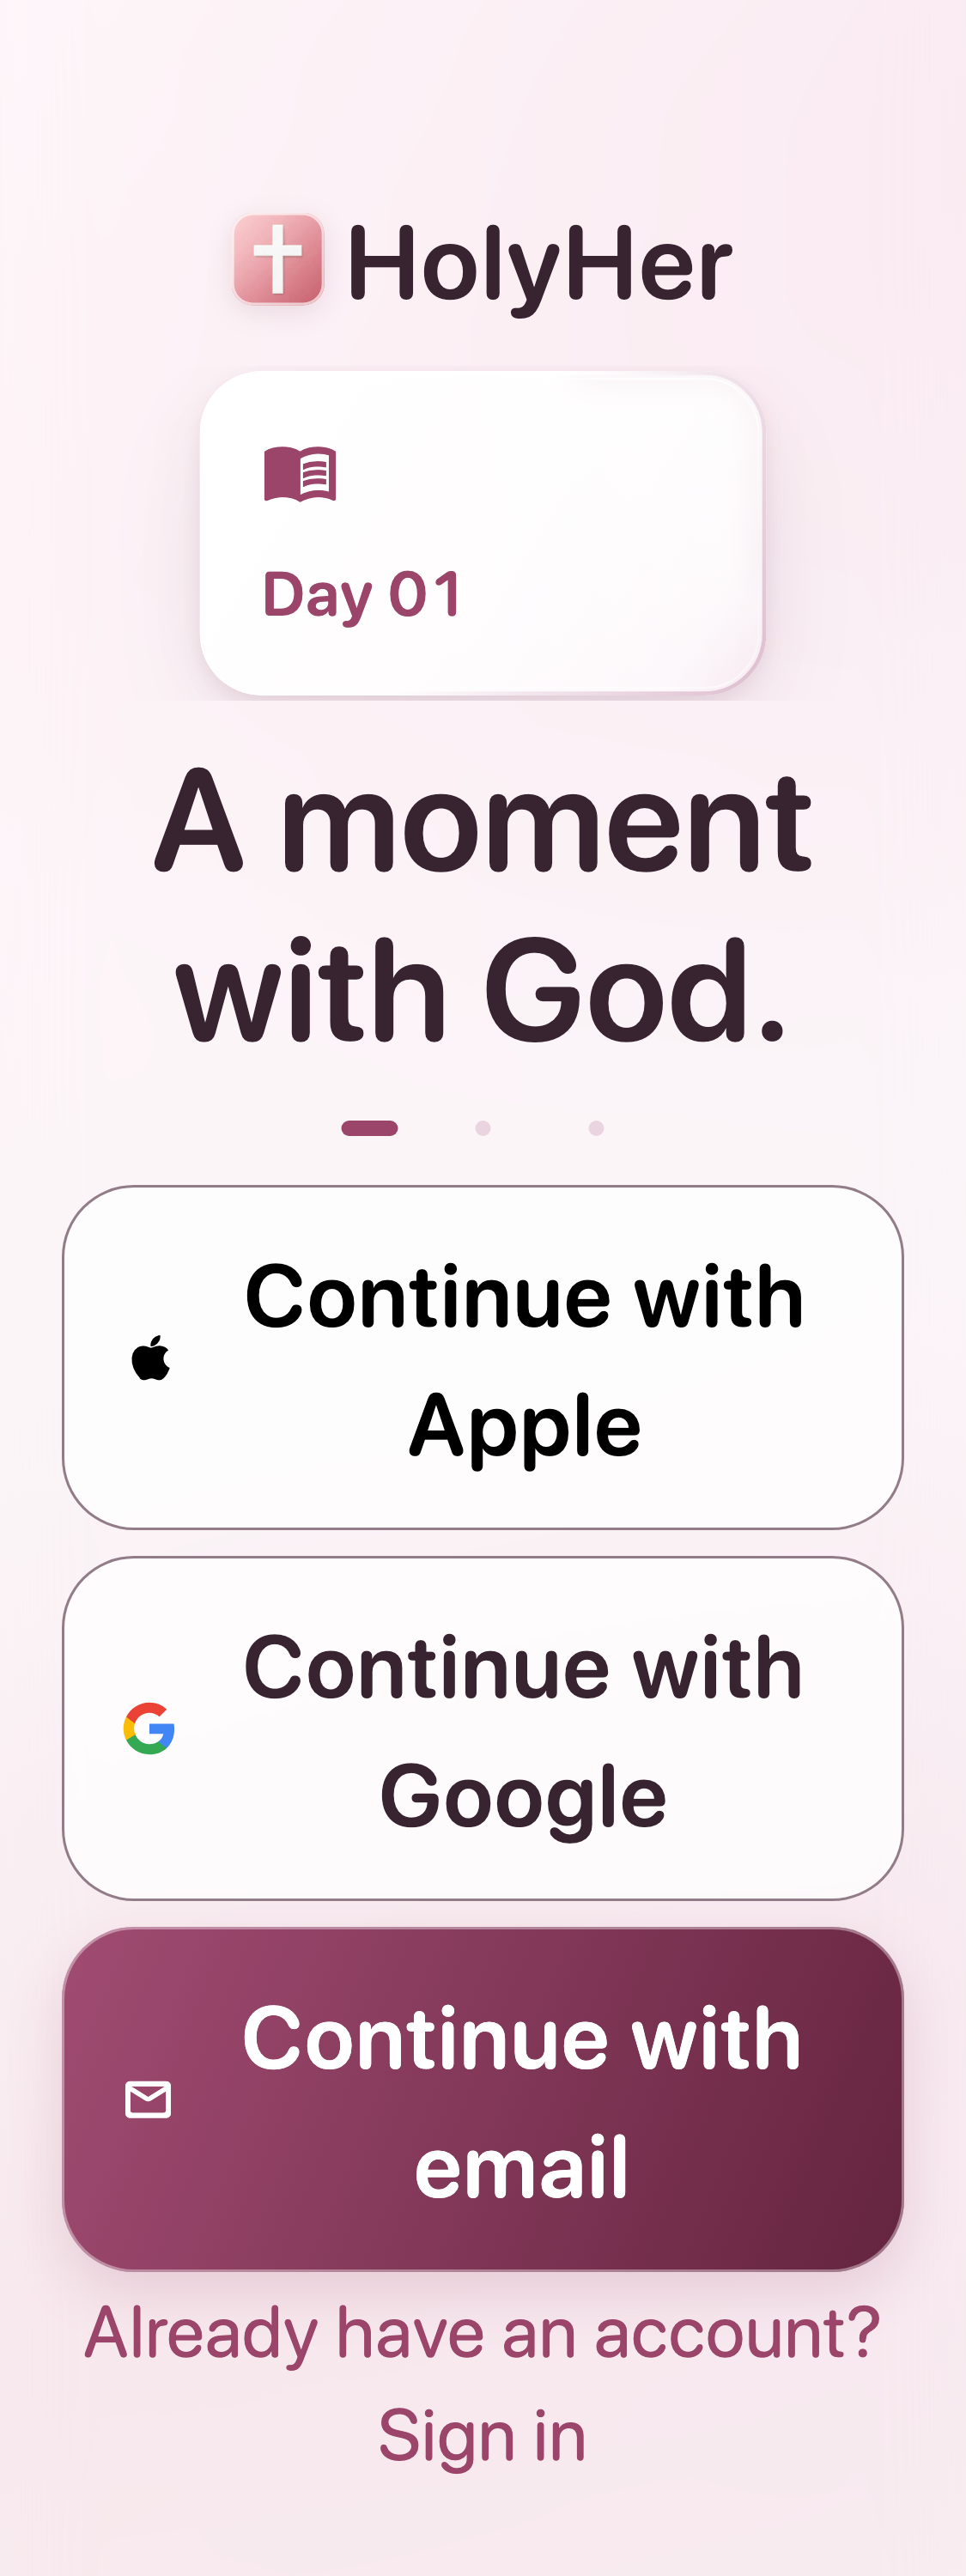 HolyHer
Day 01
A moment
with God.
Continue with
Apple
Continue with
Google
Continue with
email
Already have an account?
Sign in